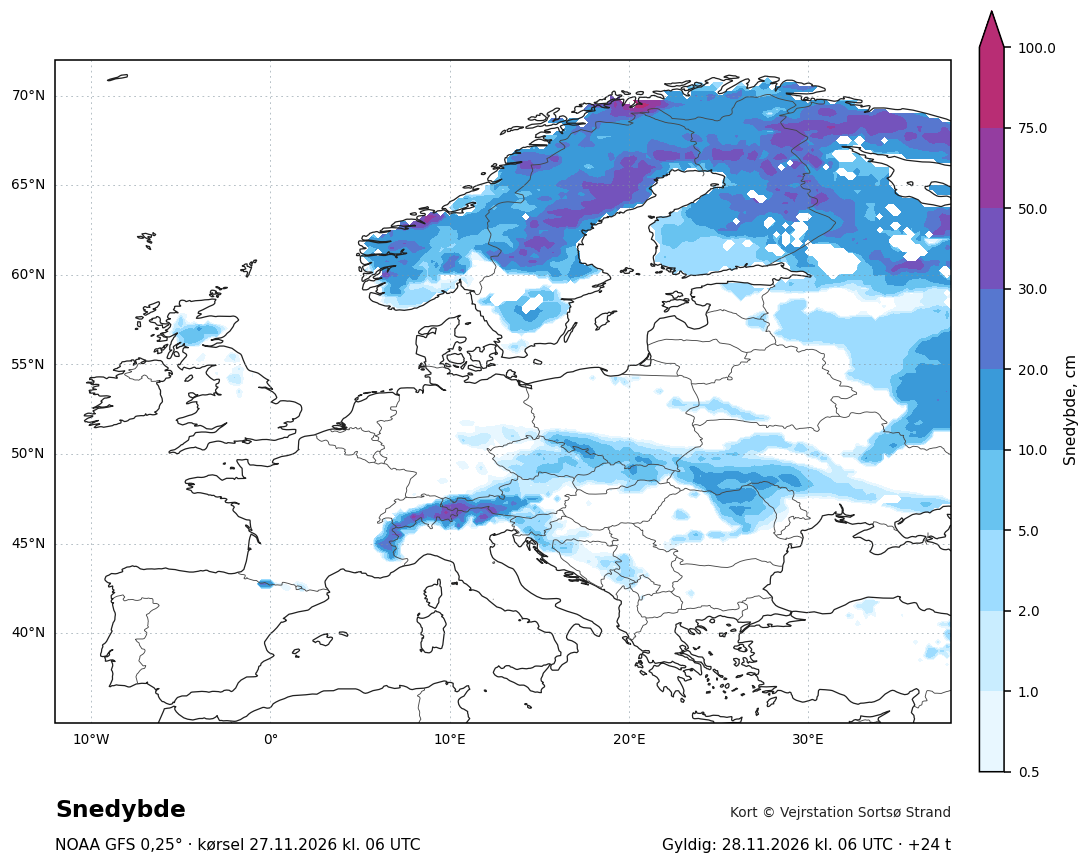 100.0
75.0
50.0
30.0
20.0
10.0
5.0
2.0
1.0
0.5
Snedybde, cm
70°N
65°N
60°N
55°N
50°N
45°N
40°N
10°W
0°
10°E
20°E
30°E
Snedybde
Kort © Vejrstation Sortsø Strand
NOAA GFS 0,25° · kørsel 27.11.2026 kl. 06 UTC
Gyldig: 28.11.2026 kl. 06 UTC · +24 t